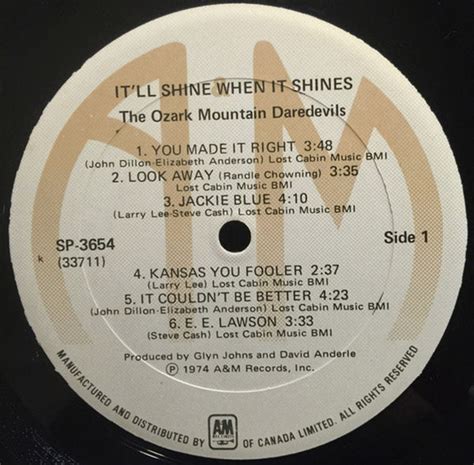 IT'LL SHINE WHEN IT SHINES
The Ozark Mountain Daredevils
1. YOU MADE IT RIGHT 3:48
(John Dillon-Elizabeth Anderson) Lost Cabin Music BMI
2. LOOK AWAY (Randle Chowning) 3:35
Lost Cabin Music BMI
3. JACKIE BLUE 4:10
(Larry Lee-Steve Cash) Lost Cabin Music BMI
SP-3654
(33711)
Side 1
k
4. KANSAS YOU FOOLER 2:37
(Larry Lee) Lost Cabin Music BMI
5. IT COULDN'T BE BETTER 4:23
(John Dillon-Elizabeth Anderson) Lost Cabin Music BMI
6. E. E. LAWSON 3:33
(Steve Cash) Lost Cabin Music BMI
Produced by Glyn Johns and David Anderle
℗ 1974 A&M Records, Inc.
MANUFACTURED AND DISTRIBUTED BY A&M RECORDS OF CANADA LIMITED. ALL RIGHTS RESERVED